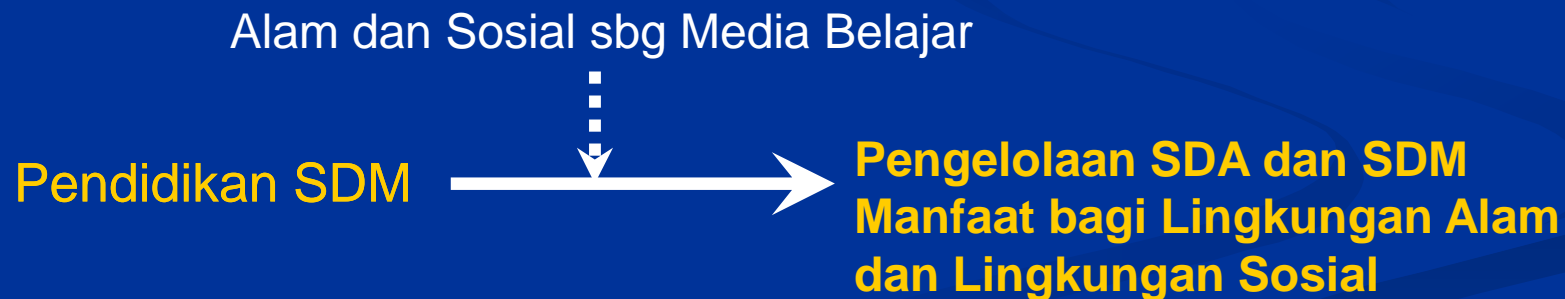 Alam dan Sosial sbg Media Belajar
Pendidikan SDM
Pengelolaan SDA dan SDM
Manfaat bagi Lingkungan Alam
dan Lingkungan Sosial